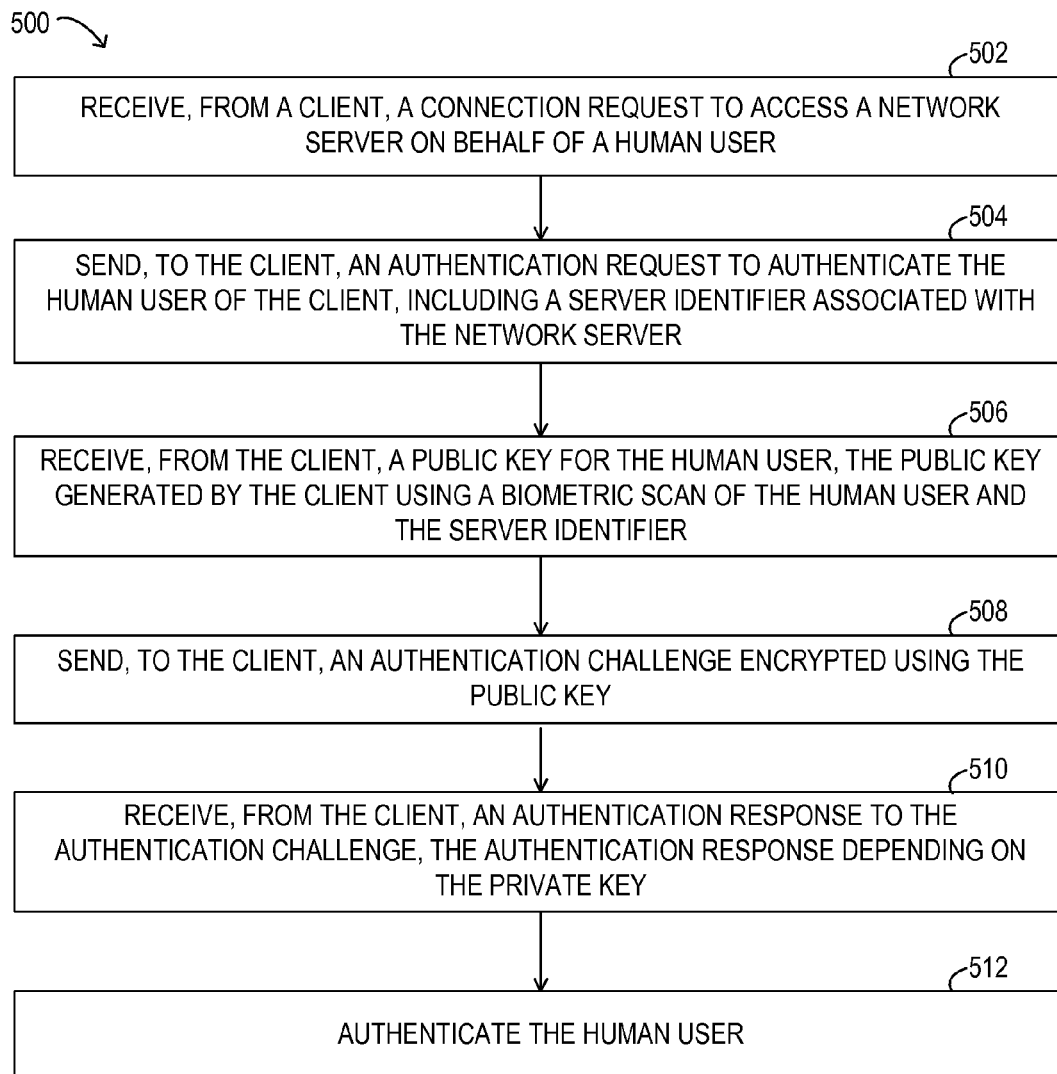 500
502
RECEIVE, FROM A CLIENT, A CONNECTION REQUEST TO ACCESS A NETWORK
SERVER ON BEHALF OF A HUMAN USER
504
SEND, TO THE CLIENT, AN AUTHENTICATION REQUEST TO AUTHENTICATE THE
HUMAN USER OF THE CLIENT, INCLUDING A SERVER IDENTIFIER ASSOCIATED WITH
THE NETWORK SERVER
506
RECEIVE, FROM THE CLIENT, A PUBLIC KEY FOR THE HUMAN USER, THE PUBLIC KEY
GENERATED BY THE CLIENT USING A BIOMETRIC SCAN OF THE HUMAN USER AND
THE SERVER IDENTIFIER
508
SEND, TO THE CLIENT, AN AUTHENTICATION CHALLENGE ENCRYPTED USING THE
PUBLIC KEY
510
RECEIVE, FROM THE CLIENT, AN AUTHENTICATION RESPONSE TO THE
AUTHENTICATION CHALLENGE, THE AUTHENTICATION RESPONSE DEPENDING ON
THE PRIVATE KEY
512
AUTHENTICATE THE HUMAN USER